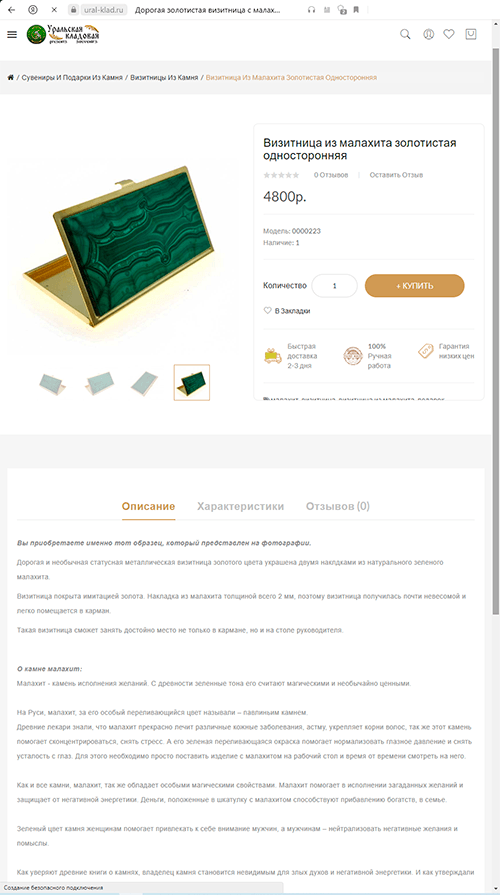 ural-klad.ru Дорогая золотистая визитница с малах...
Уральская
кладовая
Сувениры И Подарки Из Камня / Визитницы Из Камня / Визитница Из Малахита Золотистая Односторонняя
Визитница из малахита золотистая
односторонняя
0 Отзывов | Оставить Отзыв
4800р.
Модель: 0000223
Наличие: 1
Количество 1 + КУПИТЬ
В Закладки
Быстрая
доставка
2-3 дня
100%
Ручная
работа
Гарантия
низких цен
малахит, визитница, визитница из малахита, подарок
Описание Характеристики Отзывов (0)
Вы приобретаете именно тот образец, который представлен на фотографии.
Дорогая и необычная статусная металлическая визитница золотого цвета украшена двумя накладками из натурального зеленого
малахита.
Визитница покрыта имитацией золота. Накладка из малахита толщиной всего 2 мм, поэтому визитница получилась почти невесомой и
легко помещается в карман.
Такая визитница сможет занять достойно место не только в кармане, но и на столе руководителя.
О камне малахит:
Малахит - камень исполнения желаний. С древности зеленные тона его считают магическими и необычайно ценными.
На Руси, малахит, за его особый переливающийся цвет называли – павлиньим камнем.
Древние лекари знали, что малахит прекрасно лечит различные кожные заболевания, астму, укрепляет корни волос, так же этот камень
помогает сконцентрироваться, снять стресс. А его зеленая переливающаяся окраска помогает нормализовать глазное давление и снять
усталость с глаз. Для этого необходимо просто поставить изделие с малахитом на рабочий стол и время от времени смотреть на него.
Как и все камни, малахит, так же обладает особыми магическими свойствами. Малахит помогает в исполнении загаданных желаний и
защищает от негативной энергетики. Деньги, положенные в шкатулку с малахитом способствуют прибавлению богатств, в семье.
Зеленый цвет камня женщинам помогает привлекать к себе внимание мужчин, а мужчинам – нейтрализовать негативные желания и
помыслы.
Как уверяют древние книги о камнях, владелец камня становится невидимым для злых духов и негативной энергетики. И как утверждали
Создание безопасного подключения